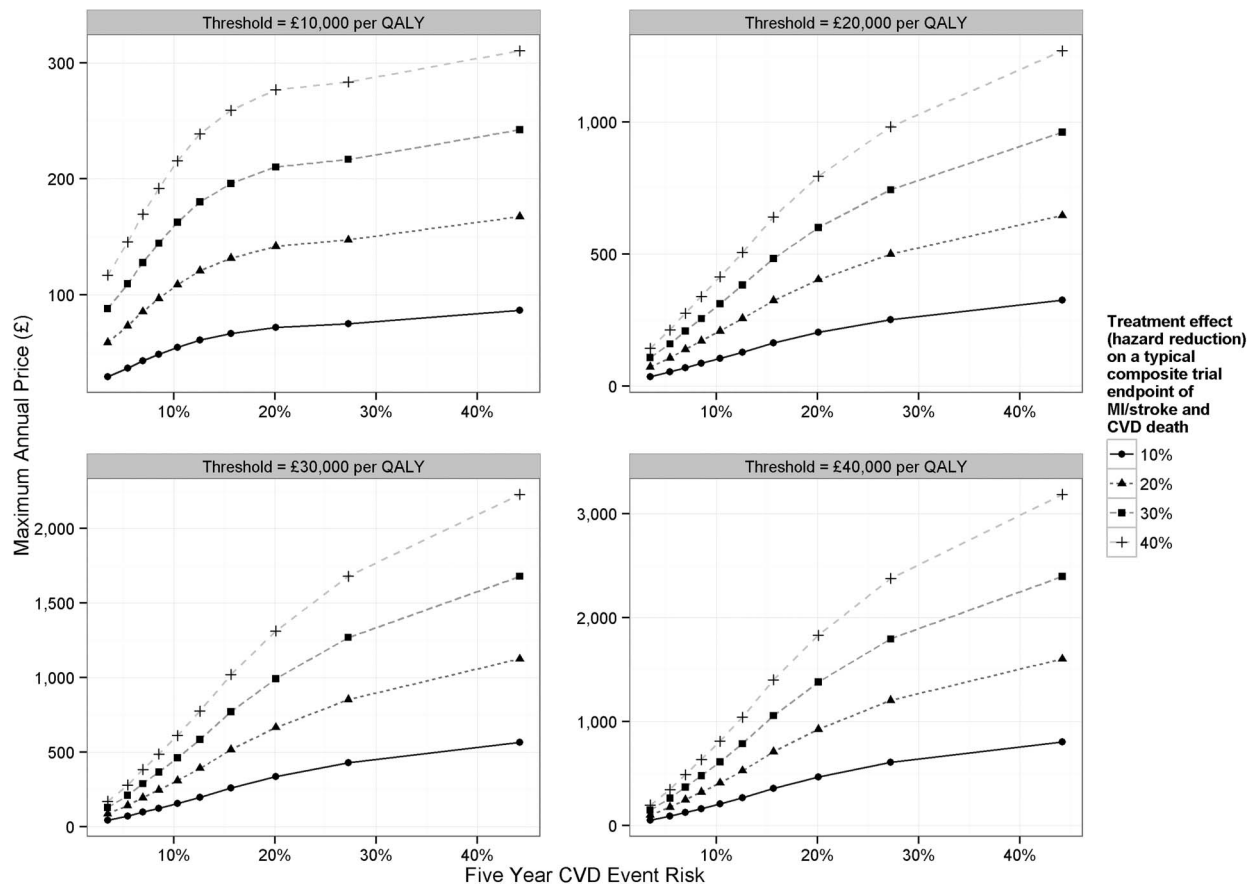 Threshold = £10,000 per QALY
Threshold = £20,000 per QALY
300
200
100
10%
20%
30%
40%
1,000
500
0
10%
20%
30%
40%
Maximum Annual Price (£)
Threshold = £30,000 per QALY
Threshold = £40,000 per QALY
2,000
1,500
1,000
500
0
10%
20%
30%
40%
3,000
2,000
1,000
0
10%
20%
30%
40%
Five Year CVD Event Risk
Treatment effect
(hazard reduction)
on a typical
composite trial
endpoint of
MI/stroke and
CVD death
10%
20%
30%
40%